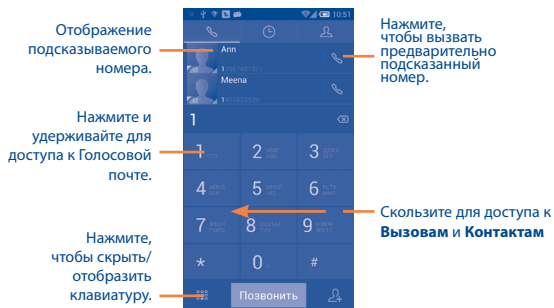 Отображение
подсказываемого
номера.
Нажмите и
удерживайте для
доступа к Голосовой
почте.
Нажмите,
чтобы скрыть/
отобразить
клавиатуру.
10:51
Ann
Meena
1
1
2
3
4
5
6
7
8
9
*
0
#
Позвонить
Нажмите,
чтобы вызвать
предварительно
подсказанный
номер.
Скользите для доступа к
Вызовам и Контактам